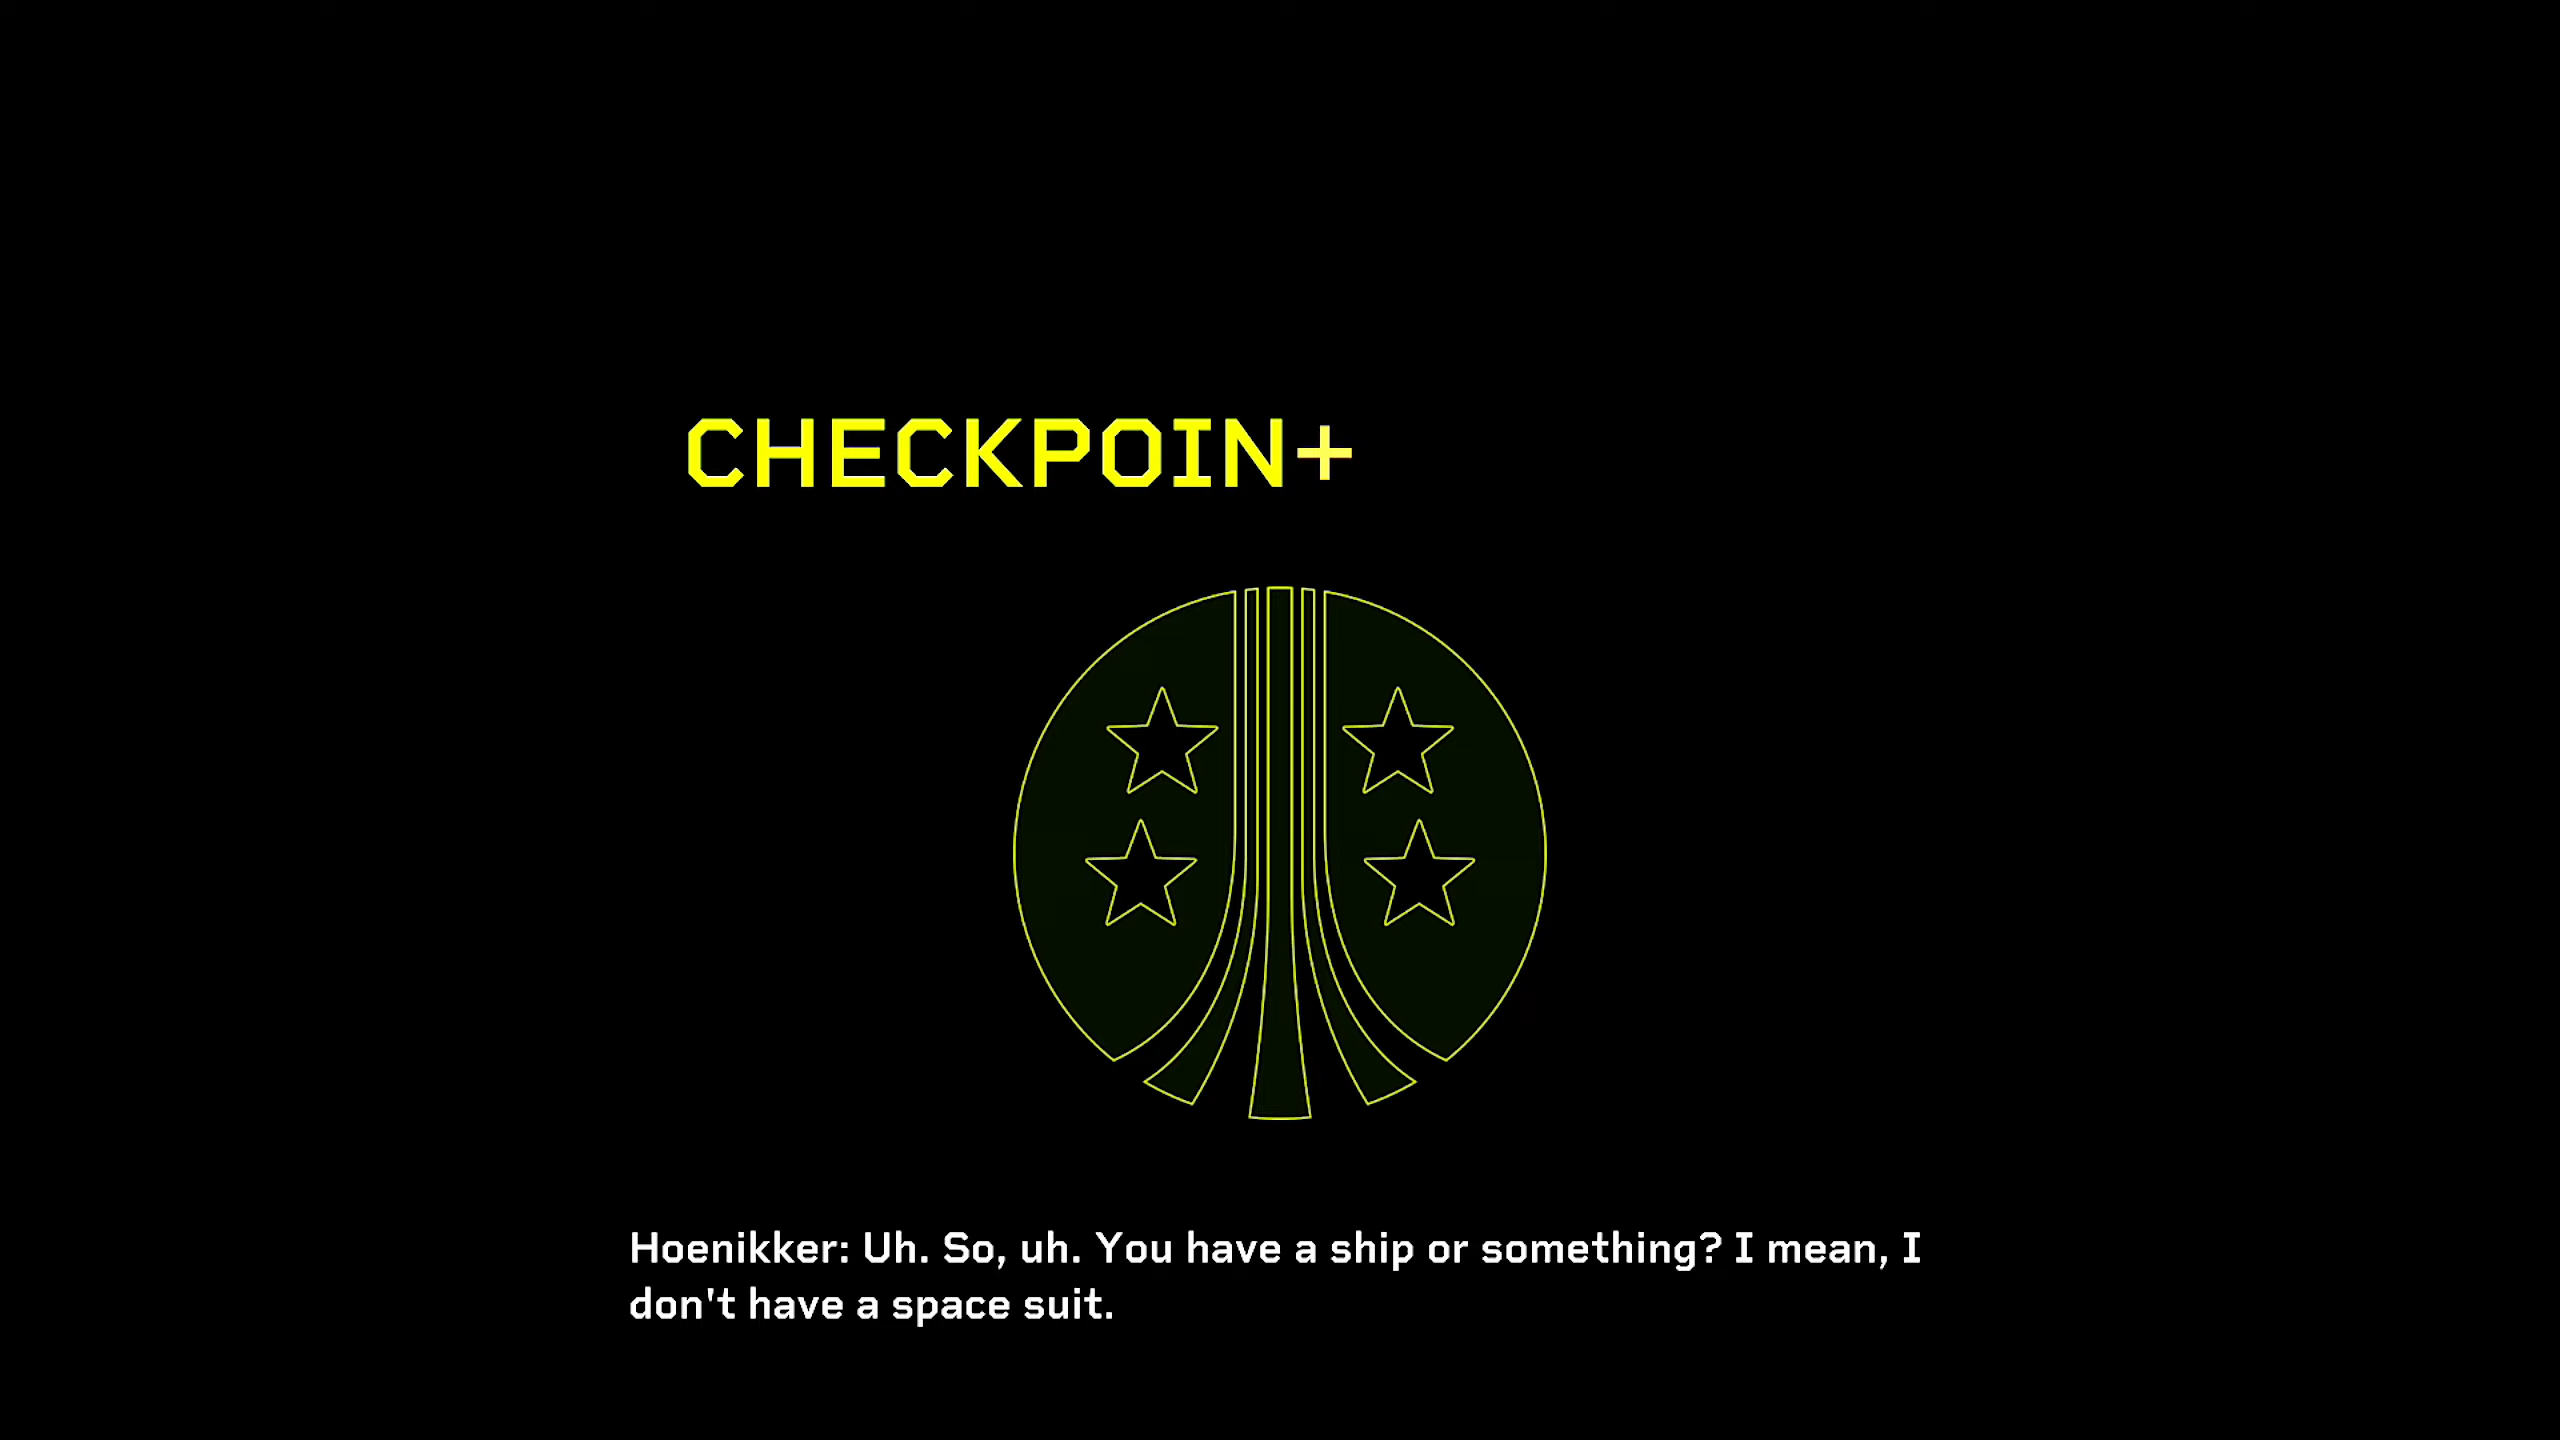 CHECKPOIN+
Hoenikker: Uh. So, uh. You have a ship or something? I mean, I
don't have a space suit.